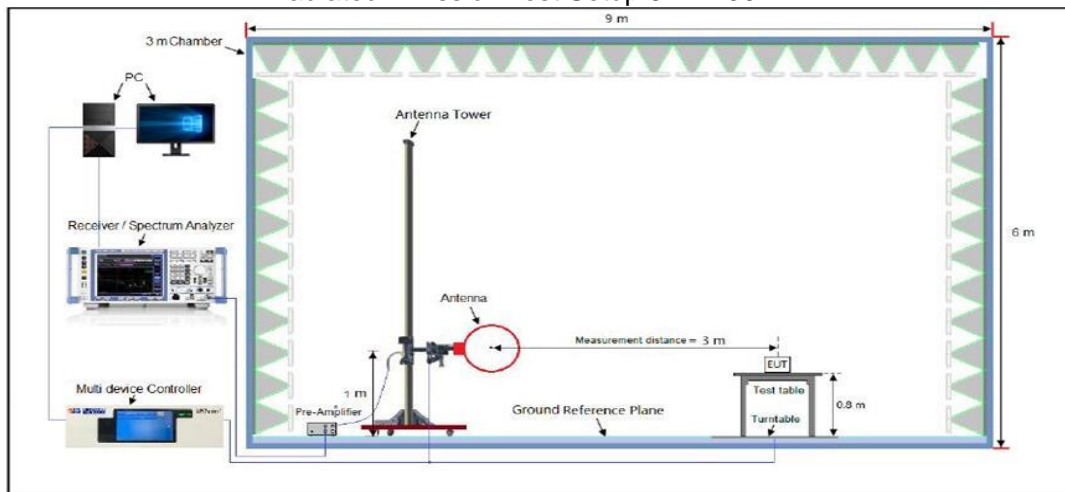 9 m
3 m Chamber
PC
Antenna Tower
Receiver / Spectrum Analyzer
6 m
Antenna
Measurement distance = 3 m
EUT
Multi device Controller
1 m
Test table
0.8 m
Pre-Amplifier
Ground Reference Plane
Turntable